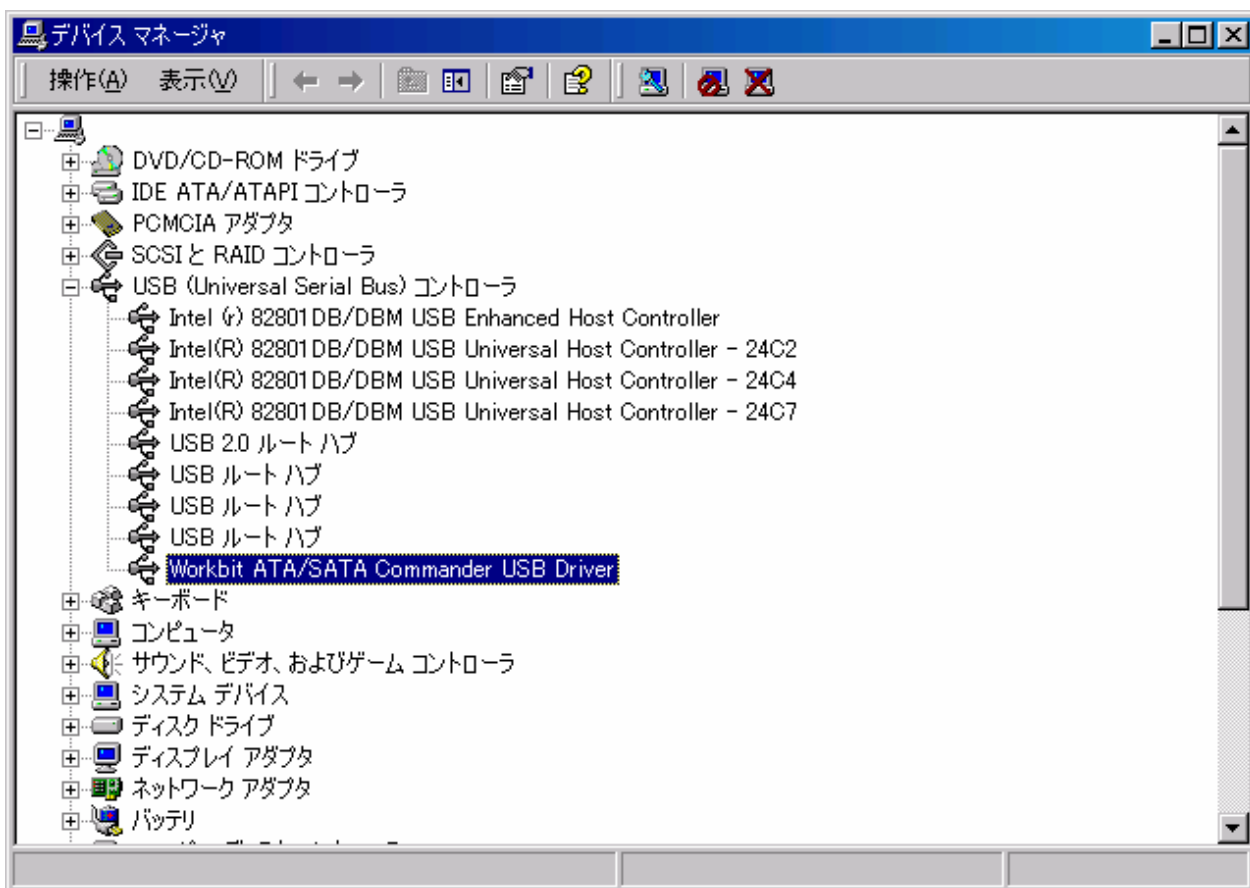 デバイス マネージャ
操作(A) 表示(V)
DVD/CD-ROM ドライブ
IDE ATA/ATAPI コントローラ
PCMCIA アダプタ
SCSI と RAID コントローラ
USB (Universal Serial Bus) コントローラ
Intel (r) 82801DB/DBM USB Enhanced Host Controller
Intel(R) 82801DB/DBM USB Universal Host Controller - 24C2
Intel(R) 82801DB/DBM USB Universal Host Controller - 24C4
Intel(R) 82801DB/DBM USB Universal Host Controller - 24C7
USB 2.0 ルート ハブ
USB ルート ハブ
USB ルート ハブ
USB ルート ハブ
Workbit ATA/SATA Commander USB Driver
キーボード
コンピュータ
サウンド、ビデオ、およびゲーム コントローラ
システム デバイス
ディスク ドライブ
ディスプレイ アダプタ
ネットワーク アダプタ
バッテリ